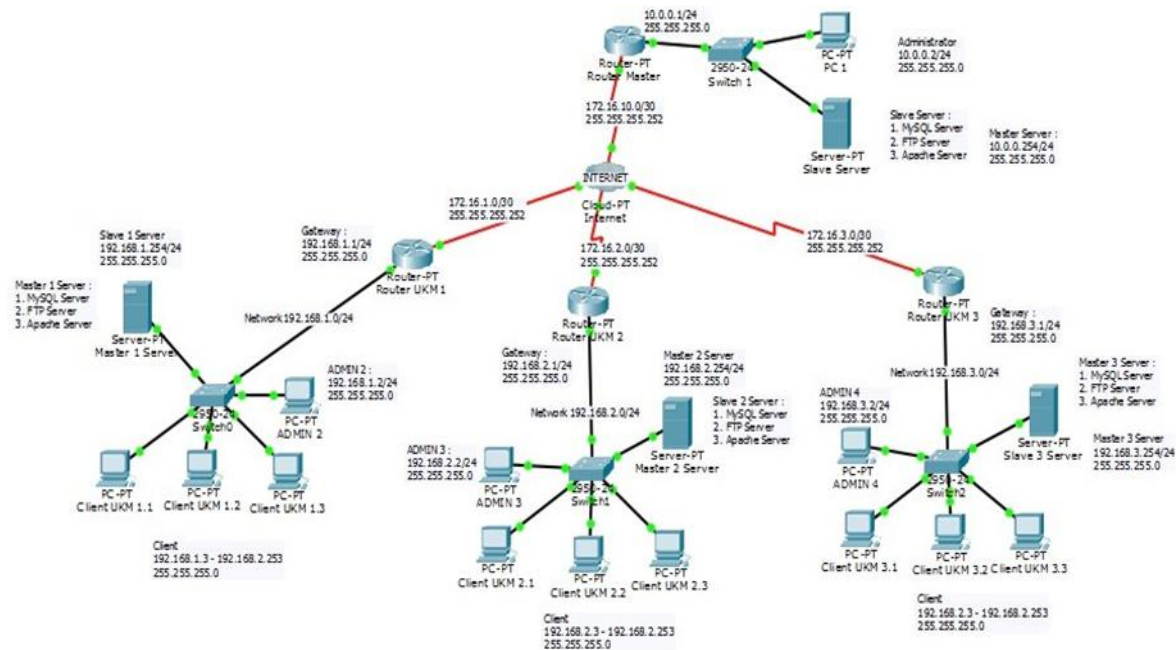 10.0.0.1/24
255.255.255.0
Router-PT
Router Master
2950-24
Switch 1
PC-PT
PC 1
Administrator
10.0.0.2/24
255.255.255.0
172.16.10.0/30
255.255.255.252
Slave Server :
1. MySQL Server
2. FTP Server
3. Apache Server
Master Server :
10.0.0.254/24
255.255.255.0
Server-PT
Slave Server
INTERNET
Cloud-PT
Internet
172.16.1.0/30
255.255.255.252
172.16.2.0/30
255.255.255.252
172.16.3.0/30
255.255.255.252
Slave 1 Server
192.168.1.254/24
255.255.255.0
Gateway :
192.168.1.1/24
255.255.255.0
Router-PT
Router UKM 1
Master 1 Server :
1. MySQL Server
2. FTP Server
3. Apache Server
Server-PT
Master 1 Server
Network 192.168.1.0/24
ADMIN 2 :
192.168.1.2/24
255.255.255.0
2950-24
Switch0
PC-PT
ADMIN 2
PC-PT
Client UKM 1.1
PC-PT
Client UKM 1.2
PC-PT
Client UKM 1.3
Client
192.168.1.3 - 192.168.2.253
255.255.255.0
Router-PT
Router UKM 2
Gateway :
192.168.2.1/24
255.255.255.0
Master 2 Server
192.168.2.254/24
255.255.255.0
Network 192.168.2.0/24
Slave 2 Server :
1. MySQL Server
2. FTP Server
3. Apache Server
Server-PT
Master 2 Server
ADMIN 3 :
192.168.2.2/24
255.255.255.0
PC-PT
ADMIN 3
2950-24
Switch1
PC-PT
Client UKM 2.1
PC-PT
Client UKM 2.2
PC-PT
Client UKM 2.3
Client
192.168.2.3 - 192.168.2.253
255.255.255.0
Router-PT
Router UKM 3
Gateway :
192.168.3.1/24
255.255.255.0
Network 192.168.3.0/24
Master 3 Server :
1. MySQL Server
2. FTP Server
3. Apache Server
ADMIN 4
192.168.3.2/24
255.255.255.0
Server-PT
Slave 3 Server
Master 3 Server
192.168.3.254/24
255.255.255.0
PC-PT
ADMIN 4
2950-24
Switch2
PC-PT
Client UKM 3.1
PC-PT
Client UKM 3.2
PC-PT
Client UKM 3.3
Client
192.168.2.3 - 192.168.2.253
255.255.255.0